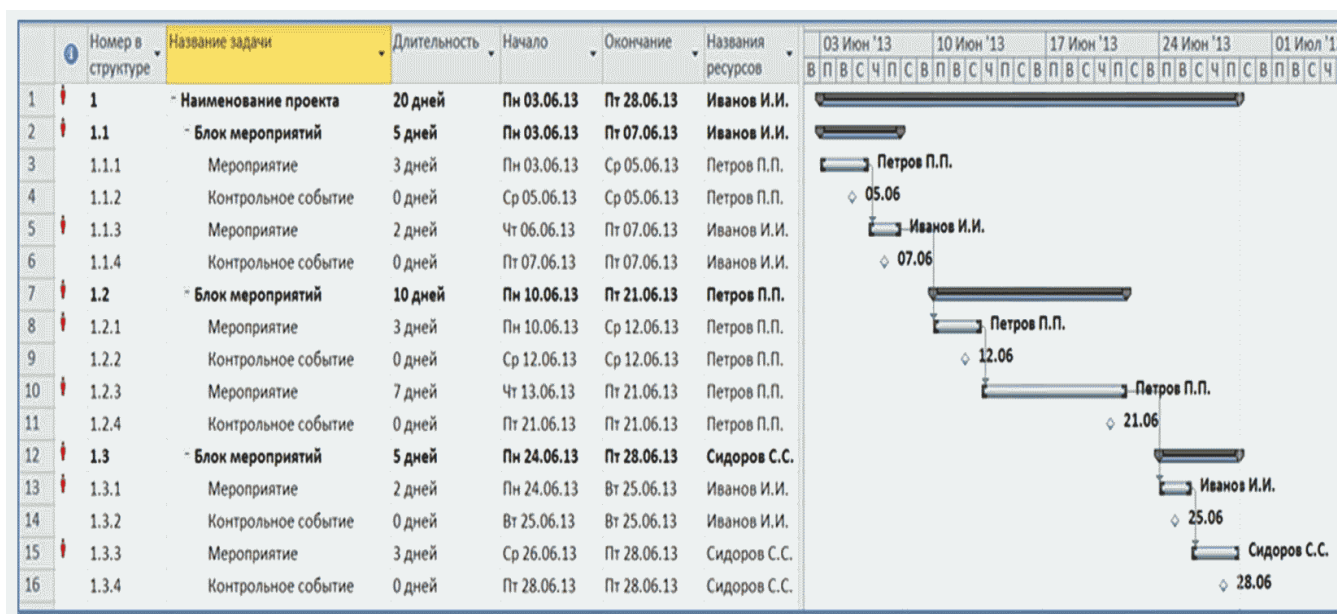 Номер в структуре Название задачи Длительность Начало Окончание Названия ресурсов 03 Июн '13 10 Июн '13 17 Июн '13 24 Июн '13 01 Июл '1
В П В С Ч П С В П В С Ч П С В П В С Ч П С В П В С Ч П С В П В С Ч
1 1 Наименование проекта 20 дней Пн 03.06.13 Пт 28.06.13 Иванов И.И.
2 1.1 Блок мероприятий 5 дней Пн 03.06.13 Пт 07.06.13 Иванов И.И.
3 1.1.1 Мероприятие 3 дней Пн 03.06.13 Ср 05.06.13 Петров П.П. Петров П.П.
4 1.1.2 Контрольное событие 0 дней Ср 05.06.13 Ср 05.06.13 Петров П.П. 05.06
5 1.1.3 Мероприятие 2 дней Чт 06.06.13 Пт 07.06.13 Иванов И.И. Иванов И.И.
6 1.1.4 Контрольное событие 0 дней Пт 07.06.13 Пт 07.06.13 Иванов И.И. 07.06
7 1.2 Блок мероприятий 10 дней Пн 10.06.13 Пт 21.06.13 Петров П.П.
8 1.2.1 Мероприятие 3 дней Пн 10.06.13 Ср 12.06.13 Петров П.П. Петров П.П.
9 1.2.2 Контрольное событие 0 дней Ср 12.06.13 Ср 12.06.13 Петров П.П. 12.06
10 1.2.3 Мероприятие 7 дней Чт 13.06.13 Пт 21.06.13 Петров П.П. Петров П.П.
11 1.2.4 Контрольное событие 0 дней Пт 21.06.13 Пт 21.06.13 Петров П.П. 21.06
12 1.3 Блок мероприятий 5 дней Пн 24.06.13 Пт 28.06.13 Сидоров С.С.
13 1.3.1 Мероприятие 2 дней Пн 24.06.13 Вт 25.06.13 Иванов И.И. Иванов И.И.
14 1.3.2 Контрольное событие 0 дней Вт 25.06.13 Вт 25.06.13 Иванов И.И. 25.06
15 1.3.3 Мероприятие 3 дней Ср 26.06.13 Пт 28.06.13 Сидоров С.С. Сидоров С.С.
16 1.3.4 Контрольное событие 0 дней Пт 28.06.13 Пт 28.06.13 Сидоров С.С. 28.06